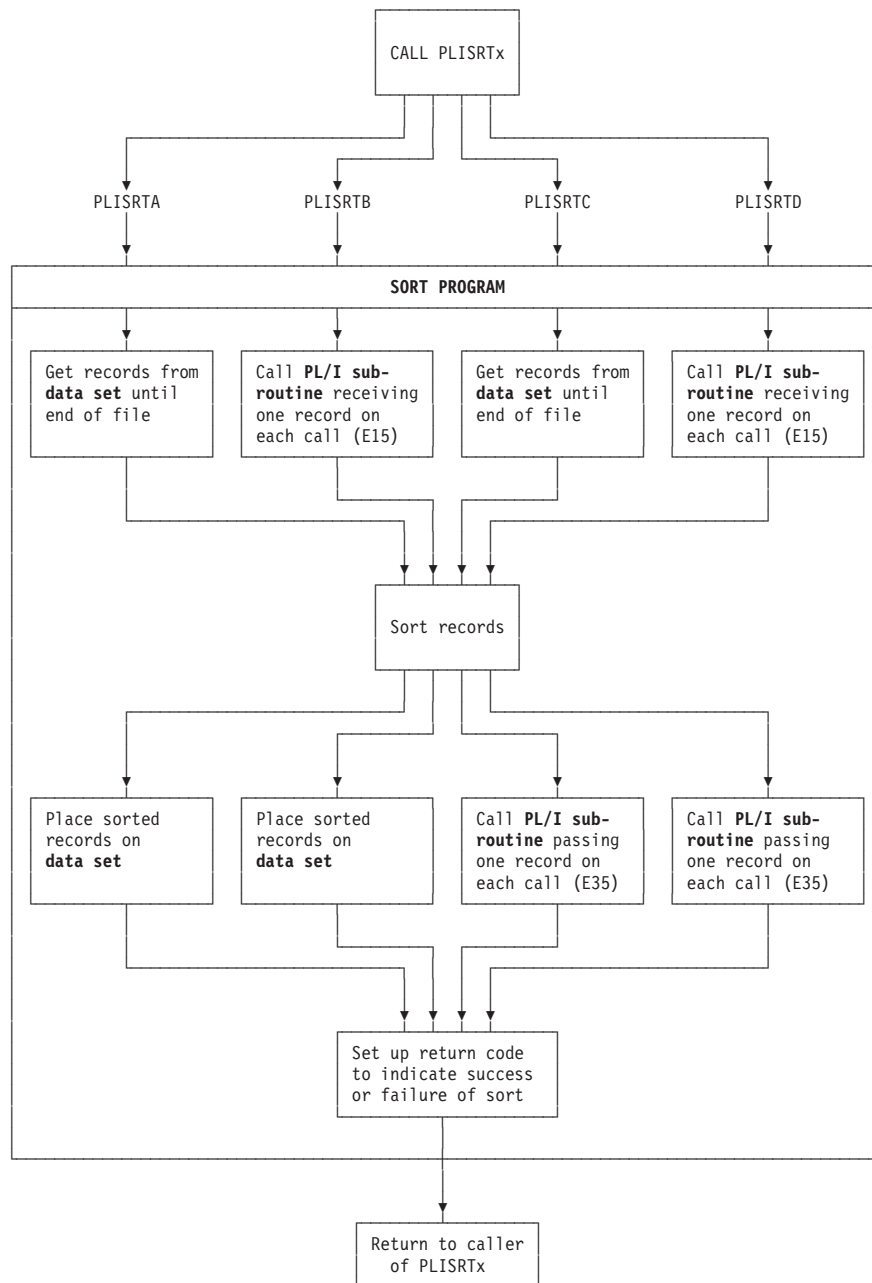 CALL PLISRTx
PLISRTA
PLISRTB
PLISRTC
PLISRTD
SORT PROGRAM
Get records from
data set until
end of file
Call PL/I sub-
routine receiving
one record on
each call (E15)
Get records from
data set until
end of file
Call PL/I sub-
routine receiving
one record on
each call (E15)
Sort records
Place sorted
records on
data set
Place sorted
records on
data set
Call PL/I sub-
routine passing
one record on
each call (E35)
Call PL/I sub-
routine passing
one record on
each call (E35)
Set up return code
to indicate success
or failure of sort
Return to caller
of PLISRTx